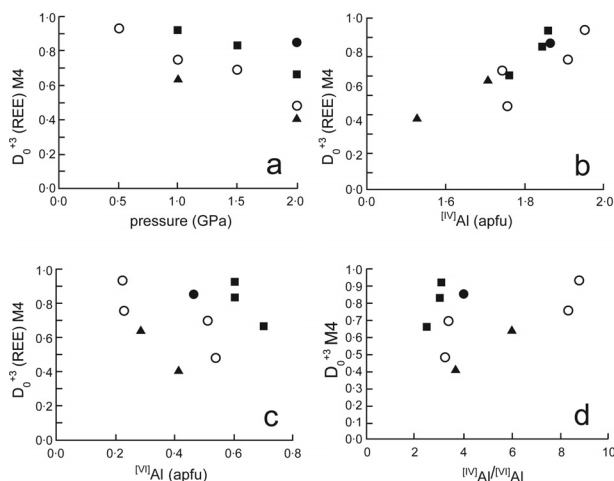 1·0
0·8
0·6
0·4
0·2
0·0
D₀⁺³ (REE) M4
0·0 0·5 1·0 1·5 2·0
pressure (GPa)
a
1·0
0·8
0·6
0·4
0·2
0·0
D₀⁺³ (REE) M4
0·0 1·6 1·8 2·0
[IV]Al (apfu)
b
1·0
0·8
0·6
0·4
0·2
0·0
D₀⁺³ (REE) M4
0·0 0·2 0·4 0·6 0·8
[VI]Al (apfu)
c
1·0
0·9
0·8
0·7
0·6
0·5
0·4
0·3
0·2
0·1
0·0
D₀⁺³ M4
0 2 4 6 8 10
[IV]Al/[VI]Al
d